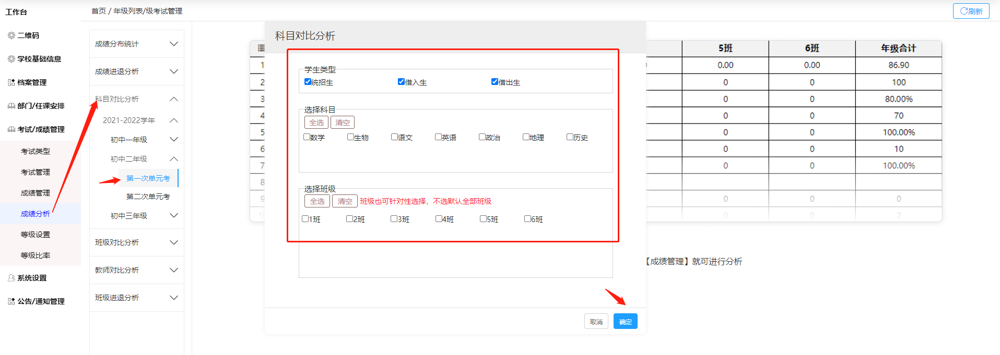 工作台
首页 / 年级列表/级考试管理
刷新
二维码
学校基础信息
档案管理
部门/任课安排
考试/成绩管理
考试类型
考试管理
成绩管理
成绩分析
等级设置
等级比率
系统设置
公告/通知管理
成绩分布统计
成绩进退分析
科目对比分析
2021-2022学年
初中一年级
初中二年级
第一次单元考
第二次单元考
初中三年级
班级对比分析
教师对比分析
班级进退分析
科目对比分析
学生类型
统招生 借入生 借出生
选择科目
全选 清空
数学 生物 语文 英语 政治 地理 历史
选择班级
全选 清空 班级也可针对性选择，不选默认全部班级
1班 2班 3班 4班 5班 6班
取消 确定
5班 6班 年级合计
1 0.00 0.00 86.90
2 0 0 100
3 0 0 80.00%
4 0 0 70
5 0 0 100.00%
6 0 0 10
7 0 0 100.00%
8
9 0 0 0
0 0 2
【成绩管理】就可进行分析